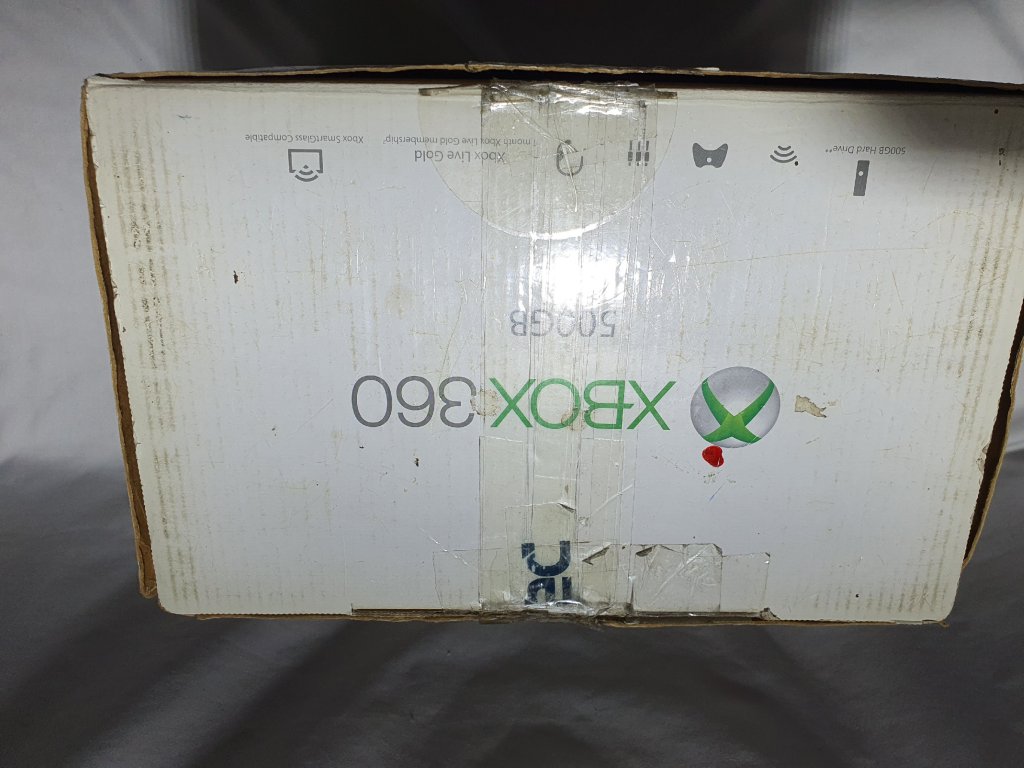 XBOX 360
500GB
500GB Hard Drive**
Xbox Live Gold
1 month Xbox Live Gold membership*
Xbox SmartGlass Compatible